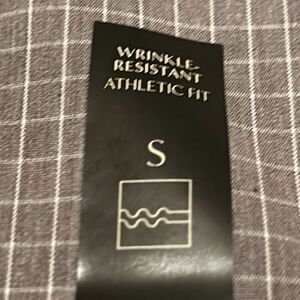 WRINKLE-
RESISTANT
ATHLETIC FIT
S